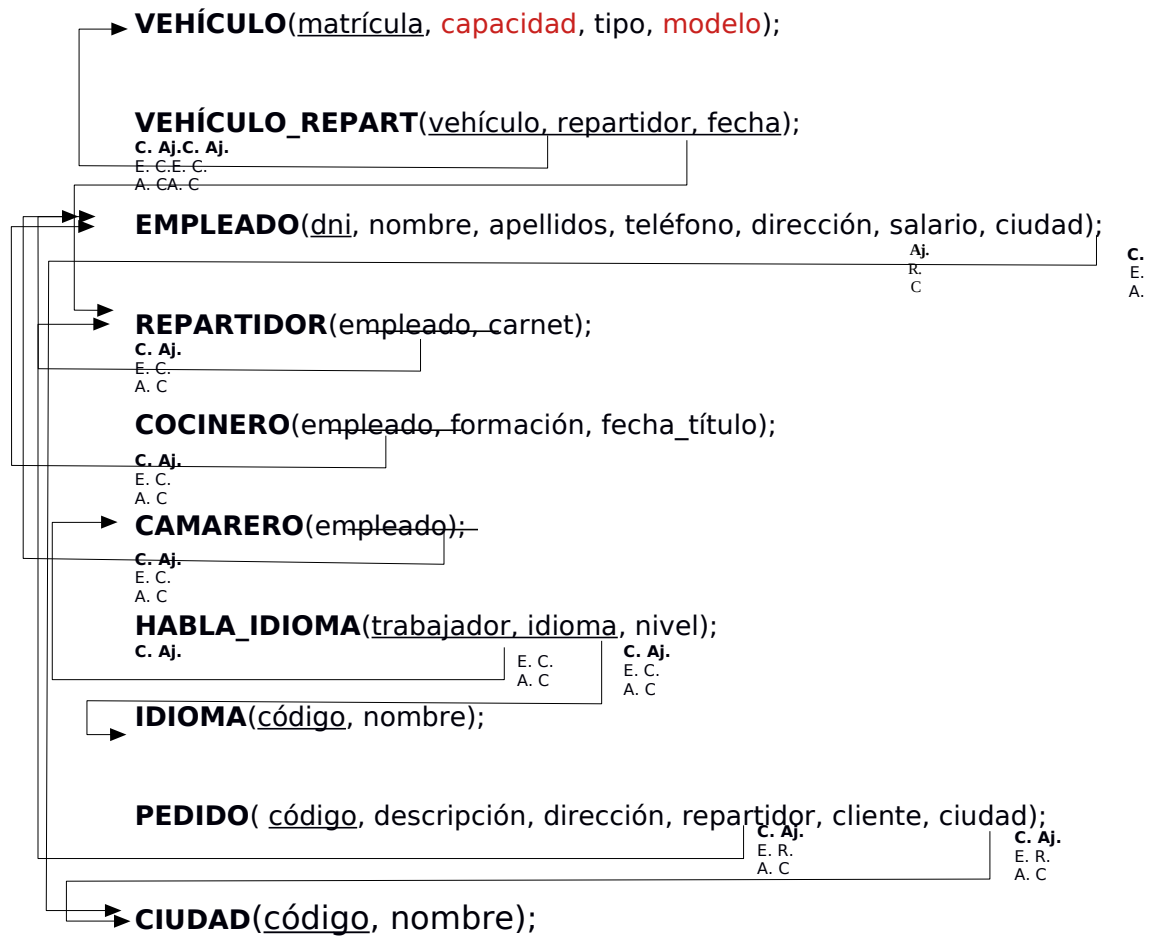 VEHÍCULO(matrícula, capacidad, tipo, modelo);
VEHÍCULO_REPART(vehículo, repartidor, fecha);
C. Aj.C. Aj.
E. C.E. C.
A. CA. C
EMPLEADO(dni, nombre, apellidos, teléfono, dirección, salario, ciudad);
Aj.
R.
C
C.
E.
A.
REPARTIDOR(empleado, carnet);
C. Aj.
E. C.
A. C
COCINERO(empleado, formación, fecha_título);
C. Aj.
E. C.
A. C
CAMARERO(empleado);
C. Aj.
E. C.
A. C
HABLA_IDIOMA(trabajador, idioma, nivel);
C. Aj.
E. C.
A. C
C. Aj.
E. C.
A. C
IDIOMA(código, nombre);
PEDIDO( código, descripción, dirección, repartidor, cliente, ciudad);
C. Aj.
E. R.
A. C
C. Aj.
E. R.
A. C
CIUDAD(código, nombre);